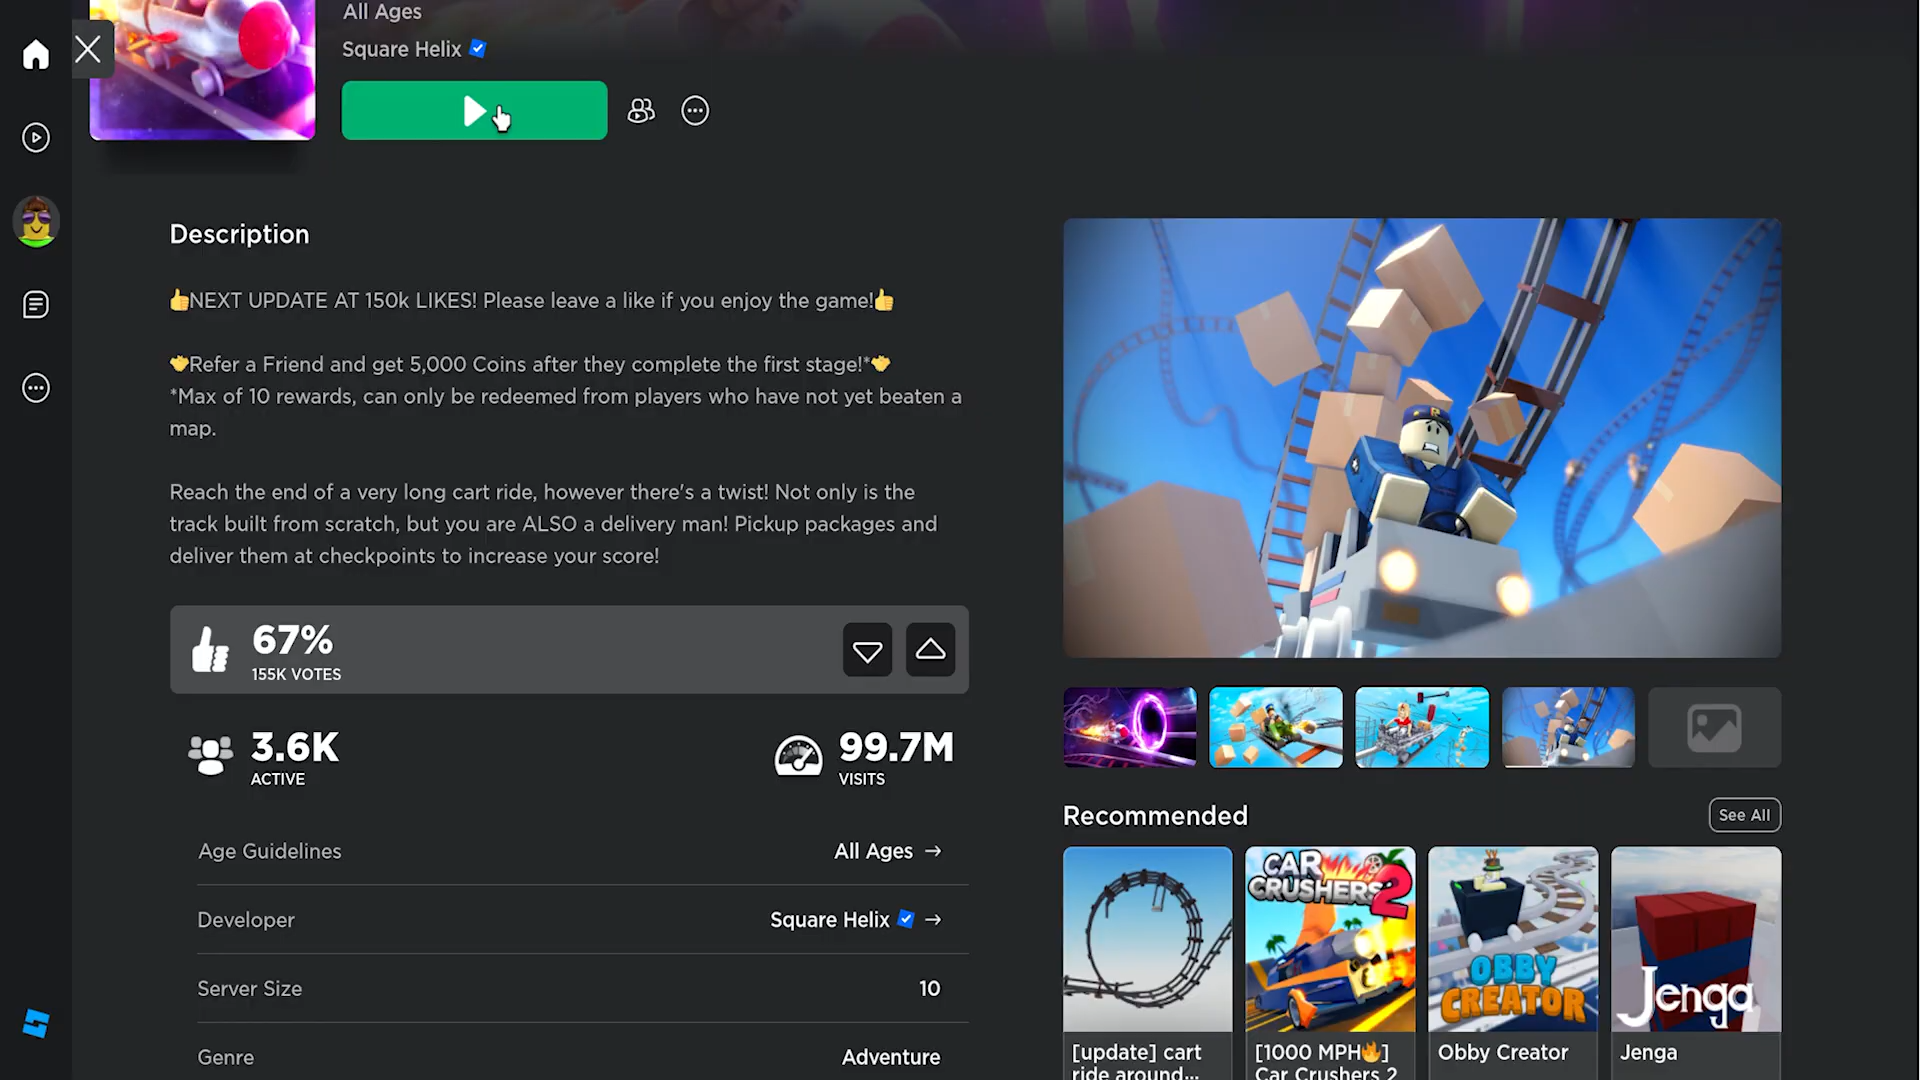 All Ages
Square Helix
Description
👍NEXT UPDATE AT 150k LIKES! Please leave a like if you enjoy the game!👍
🤝Refer a Friend and get 5,000 Coins after they complete the first stage!*🤝
*Max of 10 rewards, can only be redeemed from players who have not yet beaten a
map.
Reach the end of a very long cart ride, however there's a twist! Not only is the
track built from scratch, but you are ALSO a delivery man! Pickup packages and
deliver them at checkpoints to increase your score!
67%
155K VOTES
3.6K
ACTIVE
99.7M
VISITS
Age Guidelines
All Ages →
Developer
Square Helix →
Server Size
10
Genre
Adventure
Recommended
See All
CAR
CRUSHERS 2
OBBY
CREATOR
Jenga
[update] cart
ride around...
[1000 MPH🔥]
Car Crushers 2
Obby Creator
Jenga